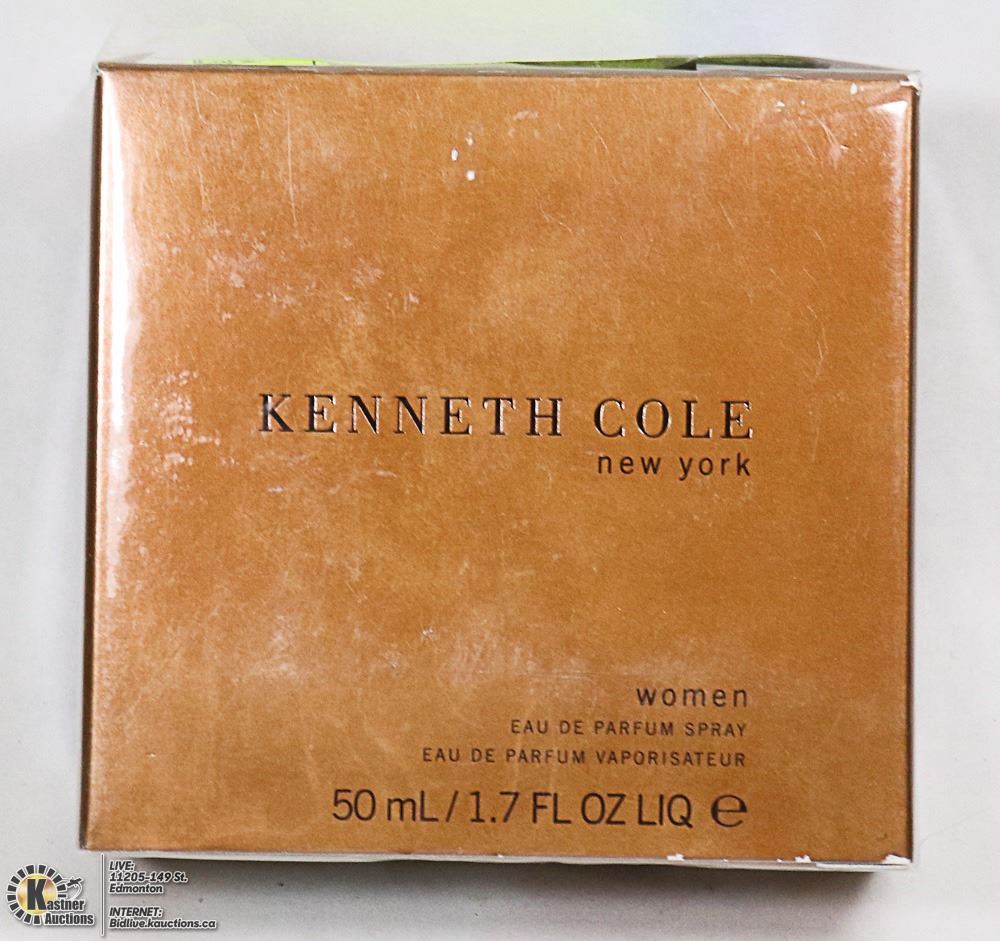 KENNETH COLE
new york
women
EAU DE PARFUM SPRAY
EAU DE PARFUM VAPORISATEUR
50 mL / 1.7 FL OZ LIQ ℮
K
Kastner
Auctions
LIVE:
11205-149 St.
Edmonton
INTERNET:
Bidlive.kauctions.ca